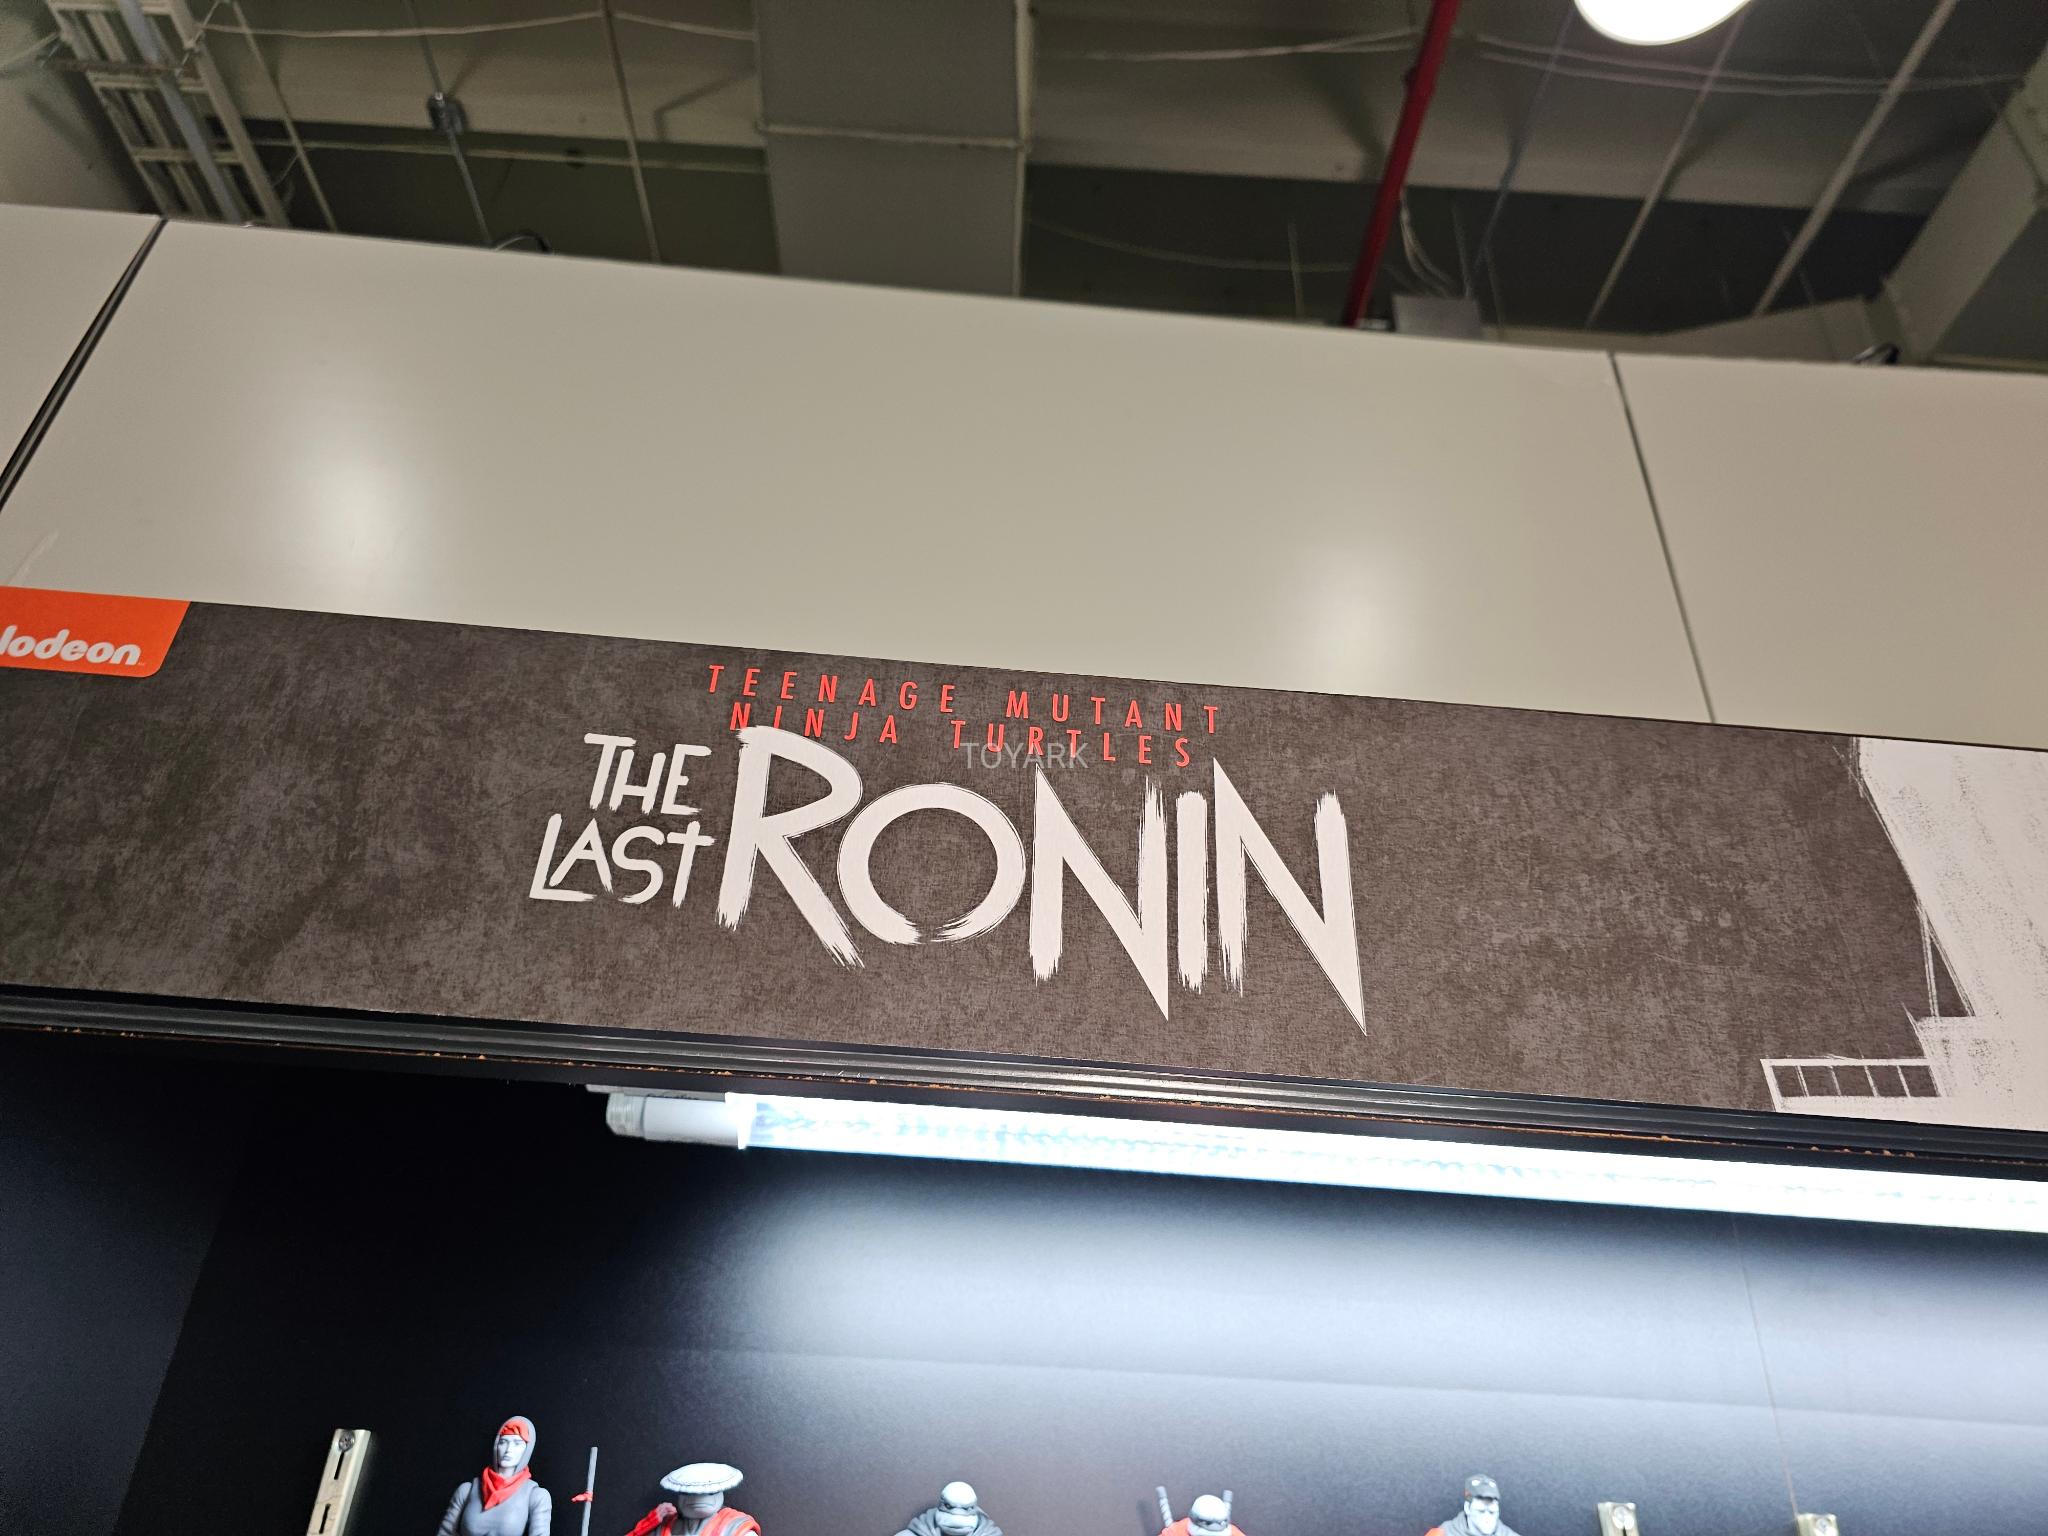 lodeon
TEENAGE MUTANT
NINJA TURTLES
TOYARK
THE
LAST
RONIN